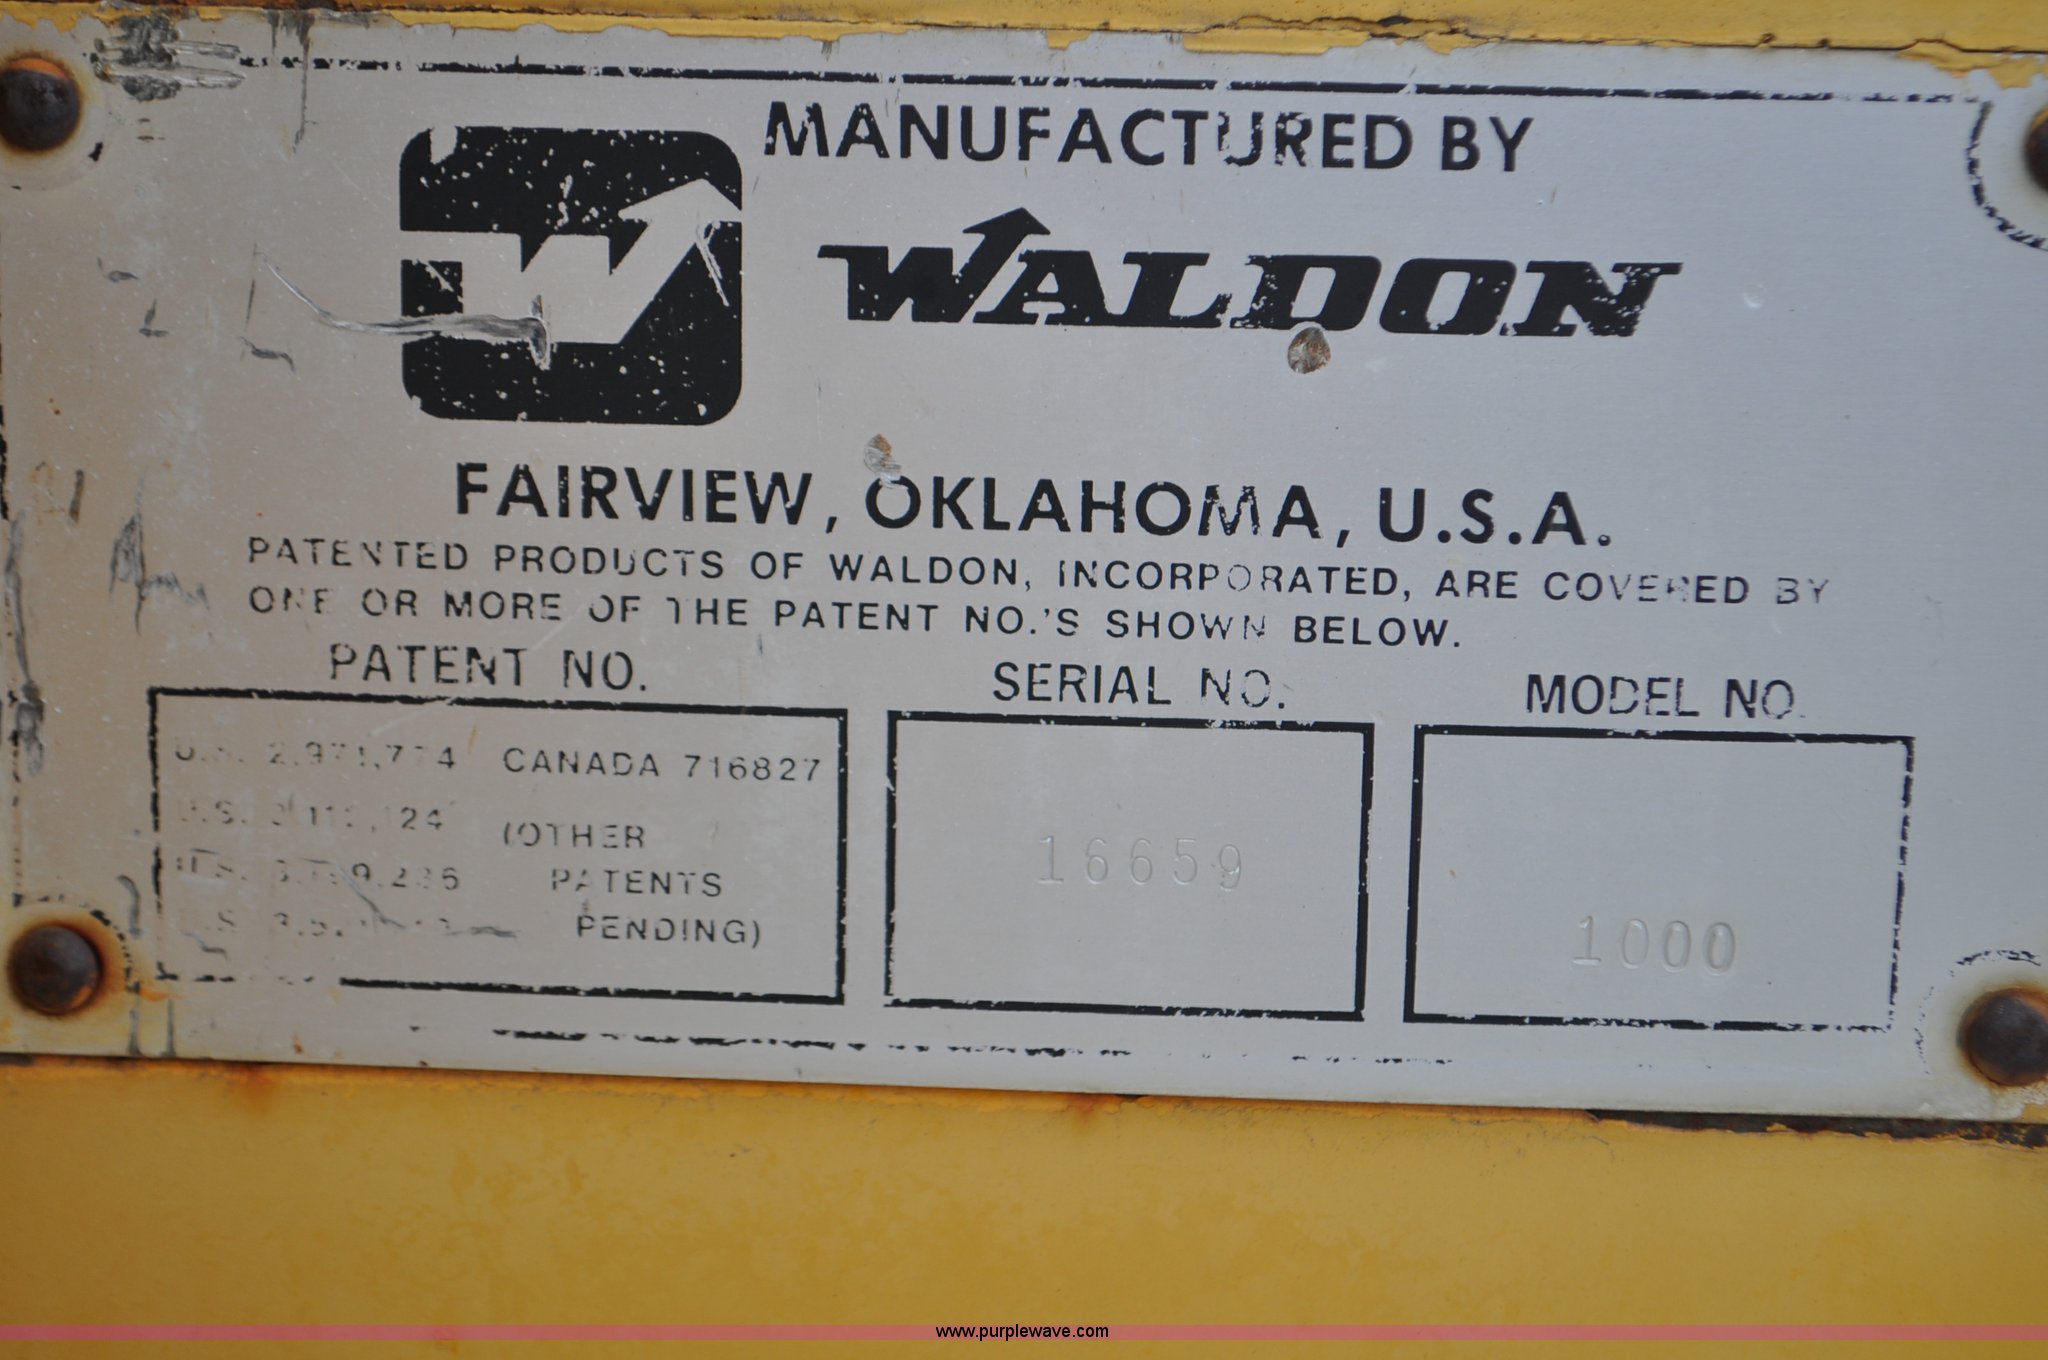 MANUFACTURED BY
WALDON
FAIRVIEW, OKLAHOMA, U.S.A.
PATENTED PRODUCTS OF WALDON, INCORPORATED, ARE COVERED BY
ONE OR MORE OF THE PATENT NO.'S SHOWN BELOW.
PATENT NO. SERIAL NO. MODEL NO.
U.S. CANADA 716827
U.S. (OTHER
U.S. PATENTS
U.S. PENDING)
16659
1000
www.purplewave.com